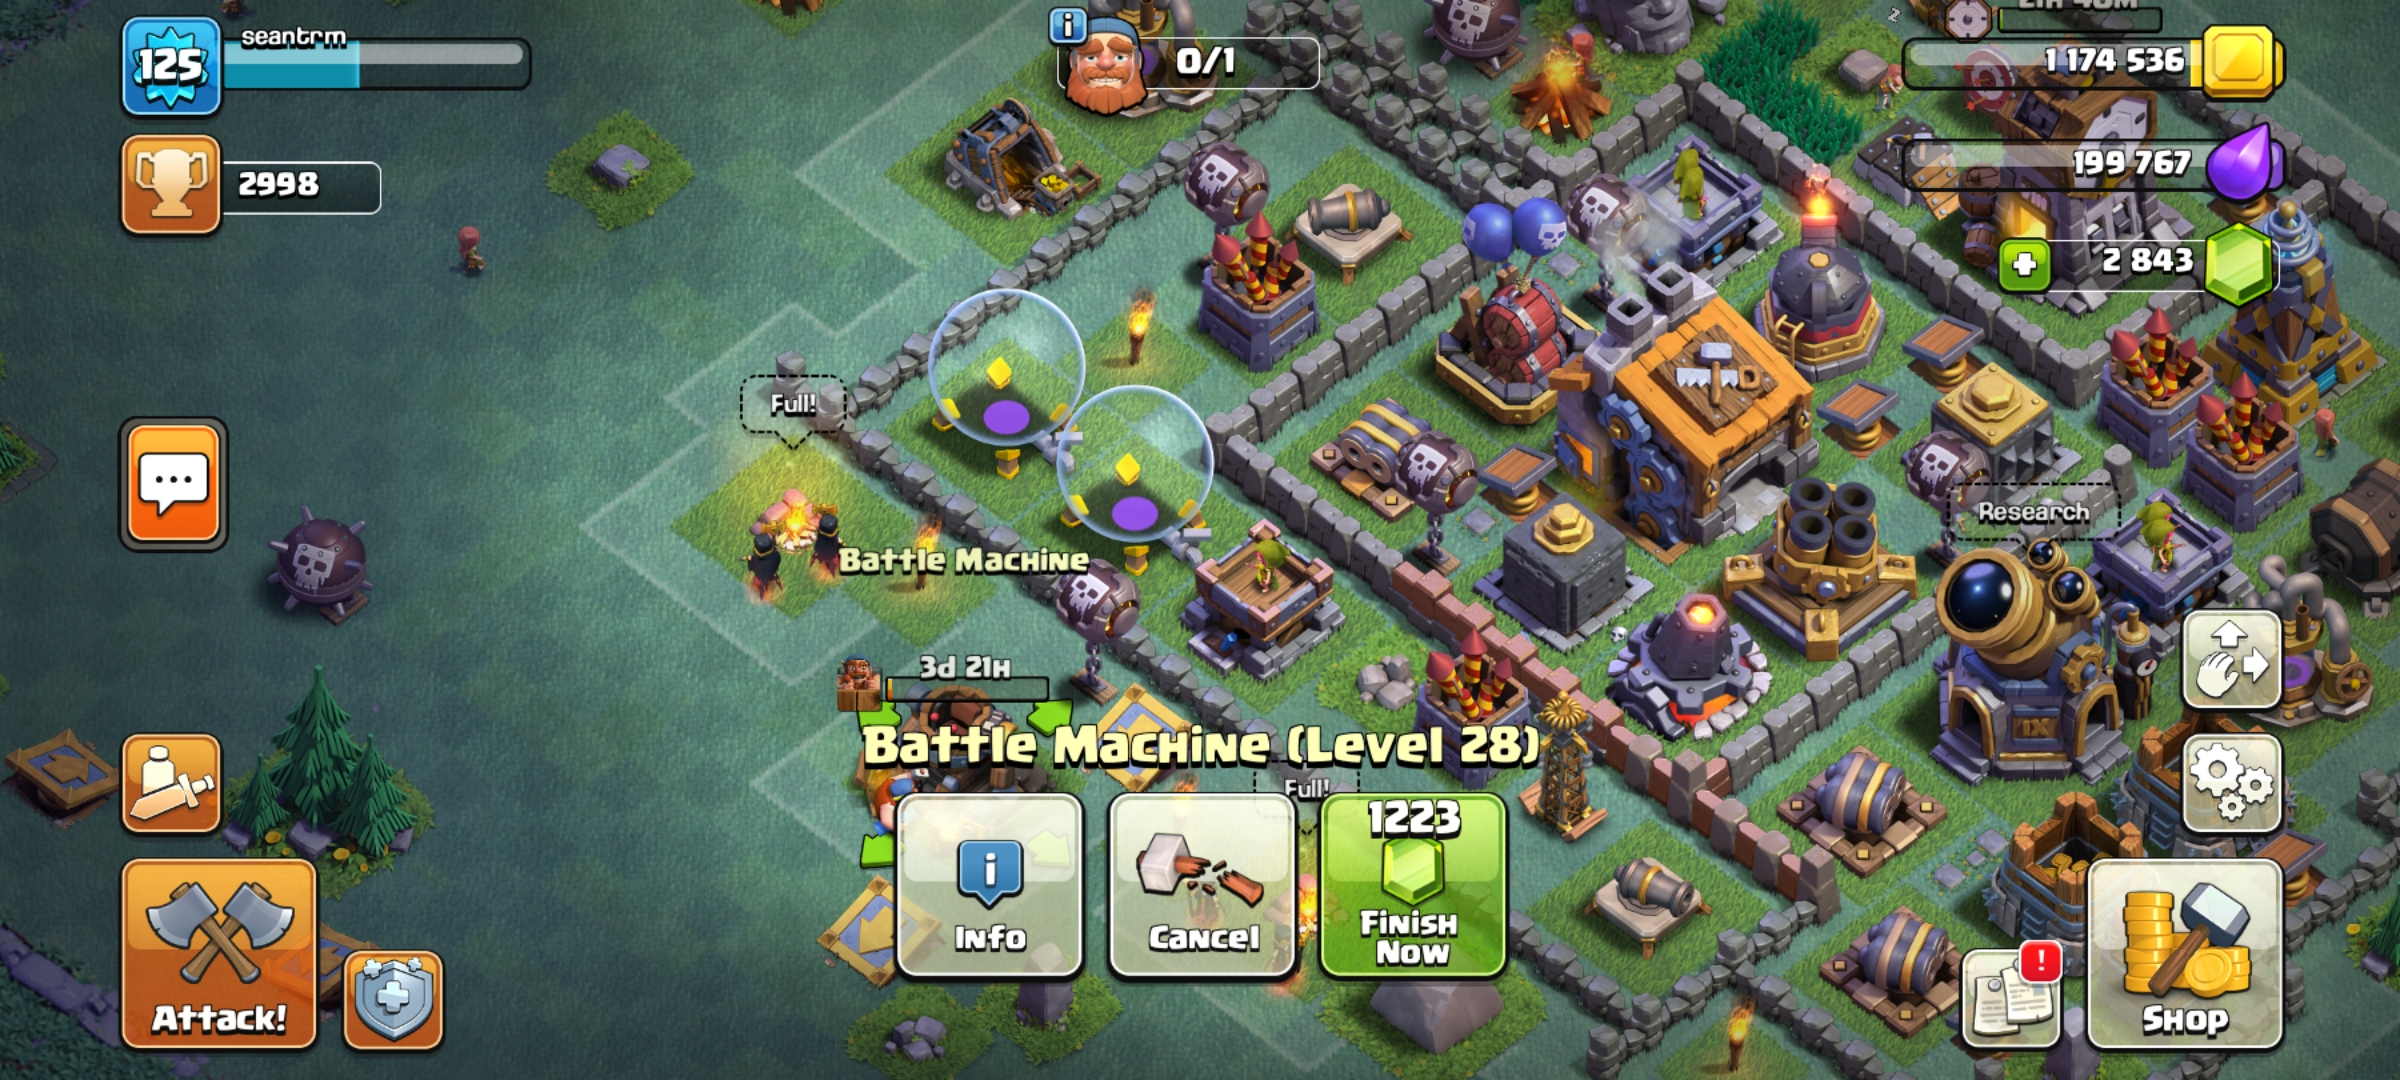 seantrm
125
0/1
1 174 536
2998
199 767
2 843
Full!
Research
Battle Machine
3d 21H
Battle Machine (Level 28)
Full!
1223
Info
Cancel
Finish
Now
IX
!
Attack!
Shop